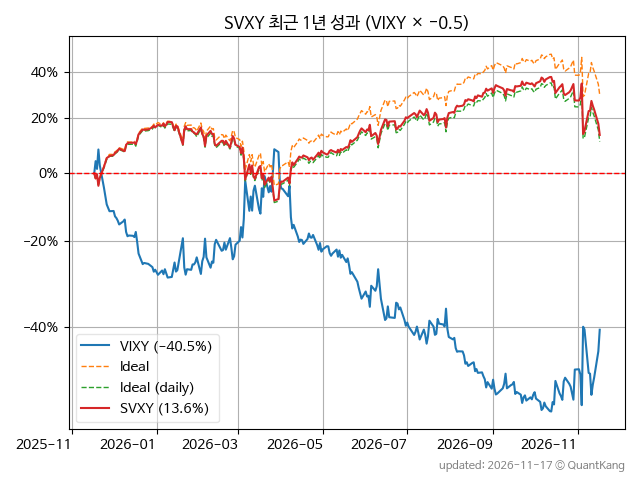 SVXY 최근 1년 성과 (VIXY × −0.5)
40%
20%
0%
−20%
−40%
VIXY (−40.5%)
Ideal
Ideal (daily)
SVXY (13.6%)
2025-11
2026-01
2026-03
2026-05
2026-07
2026-09
2026-11
updated: 2026-11-17 © QuantKang